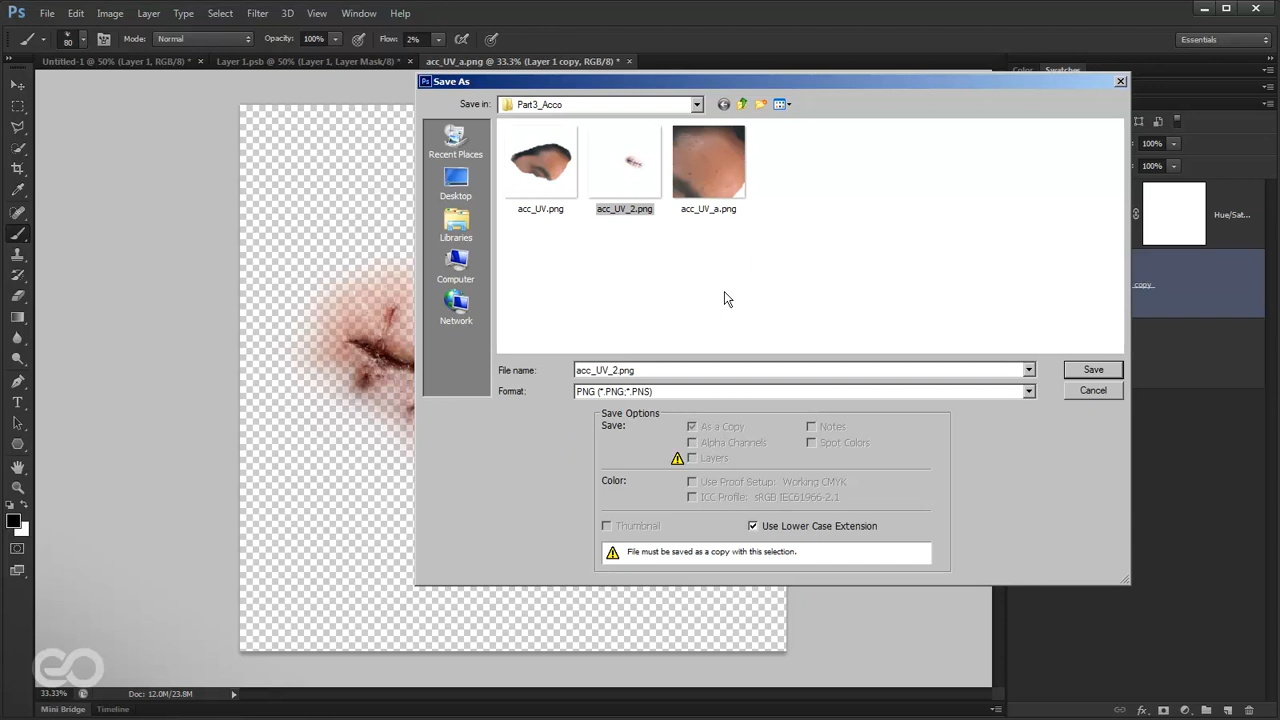 Ps File Edit Image Layer Type Select Filter 3D View Window Help
80 Mode: Normal Opacity: 100% Flow: 2% Essentials
Untitled-1 @ 50% (Layer 1, RGB/8) * × Layer 1.psb @ 50% (Layer 1, Layer Mask/8) * × acc_UV_a.png @ 33.3% (Layer 1 copy, RGB/8) * ×
Color Swatches
Save As
Save in: Part3_Acco
Recent Places
Desktop
Libraries
Computer
Network
acc_UV.png acc_UV_2.png acc_UV_a.png
100%
100%
Hue/Sat...
copy
File name: acc_UV_2.png Save
Format: PNG (*.PNG;*.PNS) Cancel
Save Options
Save: As a Copy Notes
Alpha Channels Spot Colors
Layers
Color: Use Proof Setup: Working CMYK
ICC Profile: sRGB IEC61966-2.1
Thumbnail Use Lower Case Extension
File must be saved as a copy with this selection.
33.33% Doc: 12.0M/23.8M
Mini Bridge Timeline